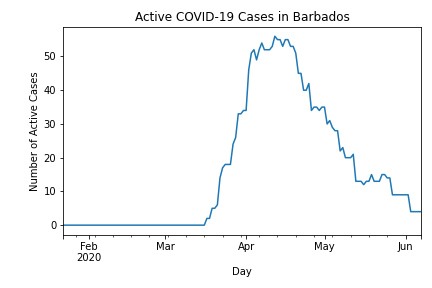 Active COVID-19 Cases in Barbados
Number of Active Cases
50
40
30
20
10
0
Feb
2020
Mar
Apr
May
Jun
Day